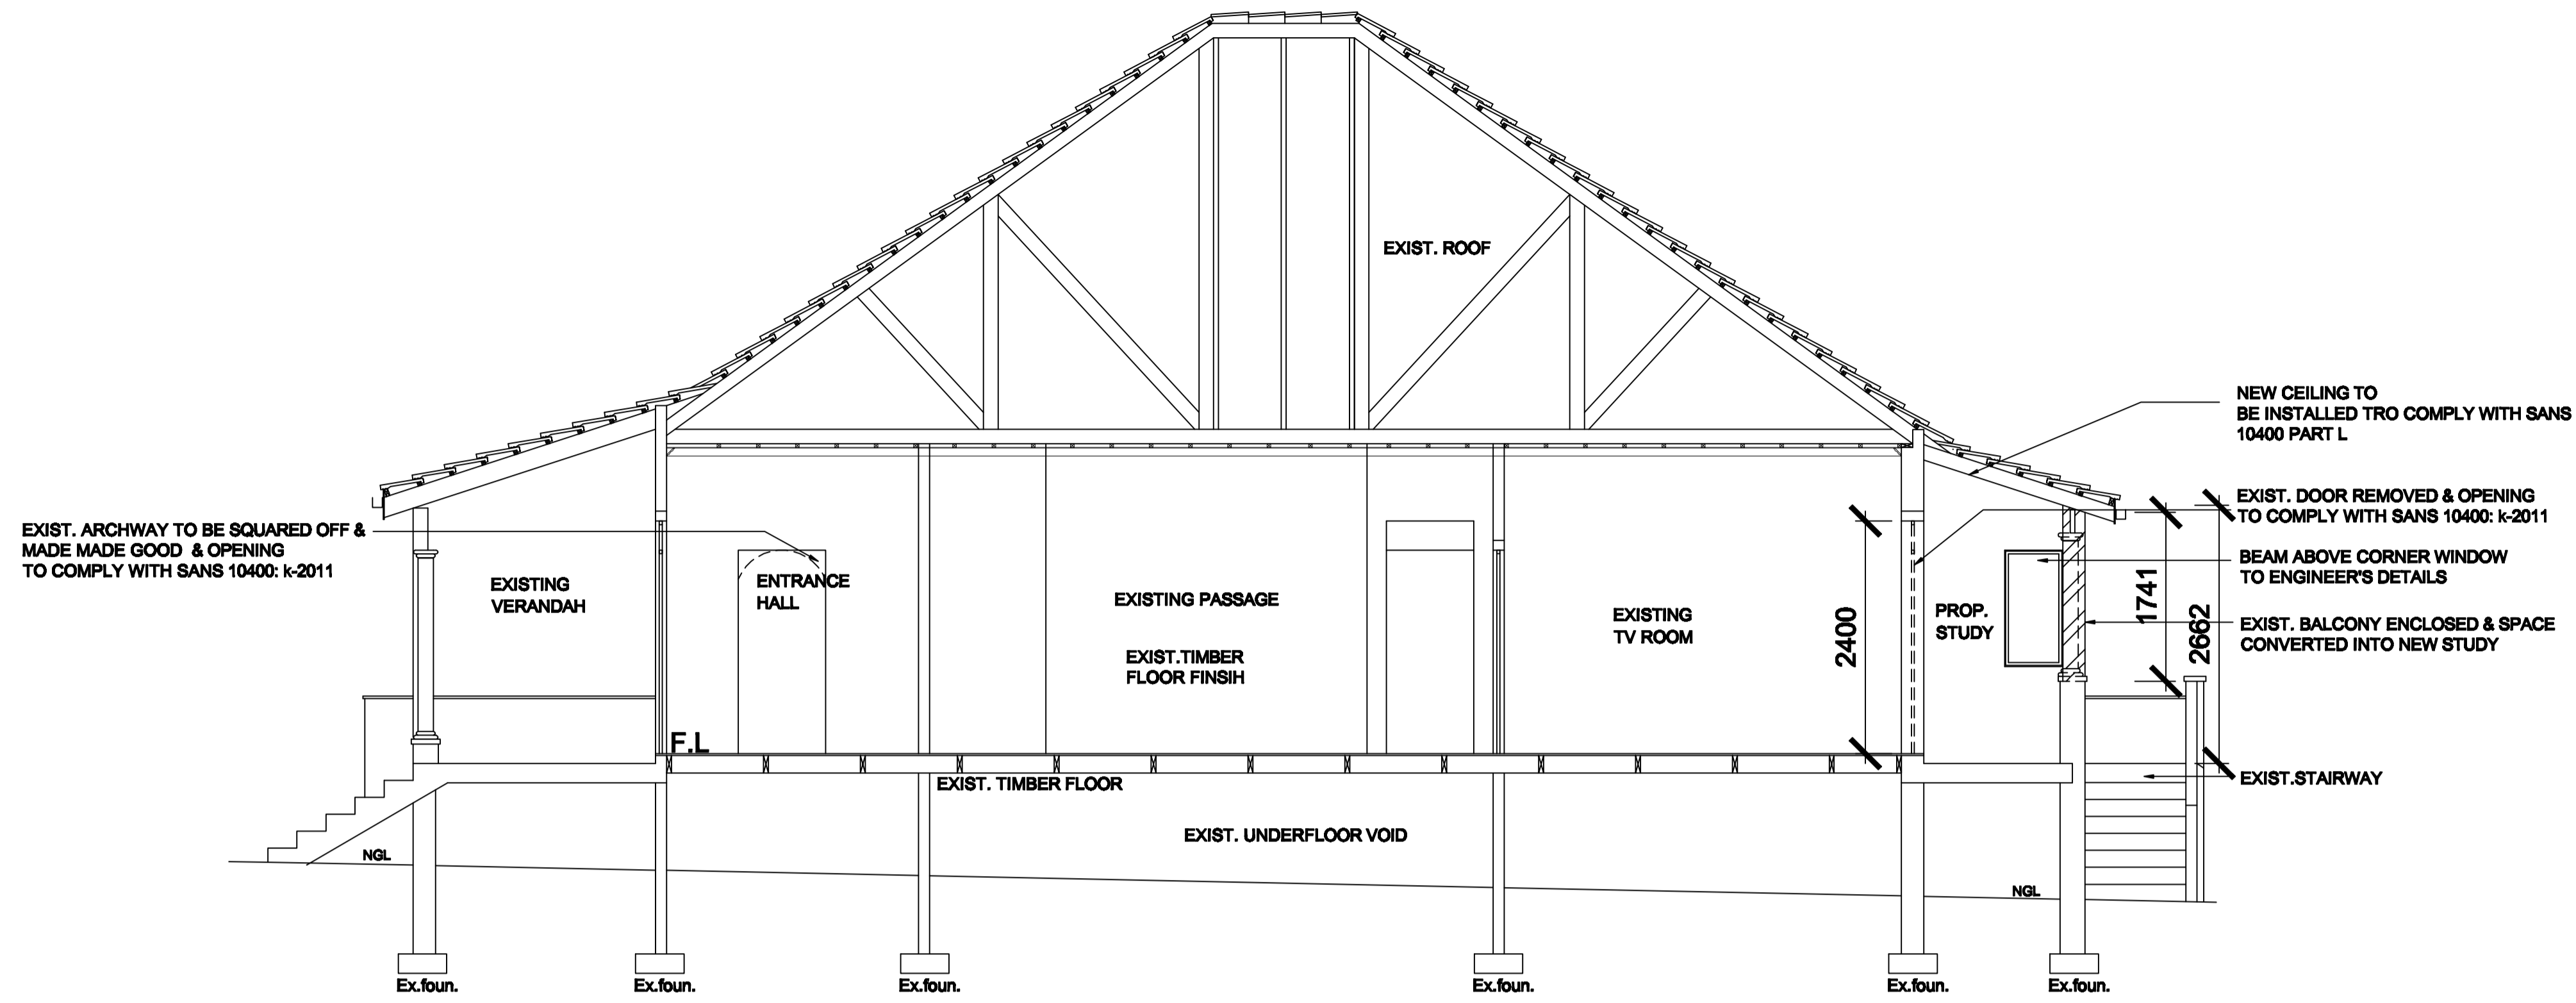 EXIST. ROOF
NEW CEILING TO
BE INSTALLED TRO COMPLY WITH SANS
10400 PART L
EXIST. DOOR REMOVED & OPENING
TO COMPLY WITH SANS 10400: k-2011
EXIST. ARCHWAY TO BE SQUARED OFF &
MADE MADE GOOD & OPENING
TO COMPLY WITH SANS 10400: k-2011
EXISTING
VERANDAH
ENTRANCE
HALL
EXISTING PASSAGE
EXIST.TIMBER
FLOOR FINSIH
EXISTING
TV ROOM
2400
PROP.
STUDY
1741
2662
BEAM ABOVE CORNER WINDOW
TO ENGINEER'S DETAILS
EXIST. BALCONY ENCLOSED & SPACE
CONVERTED INTO NEW STUDY
F.L
EXIST. TIMBER FLOOR
EXIST.STAIRWAY
EXIST. UNDERFLOOR VOID
NGL
NGL
Ex.foun.
Ex.foun.
Ex.foun.
Ex.foun.
Ex.foun.
Ex.foun.